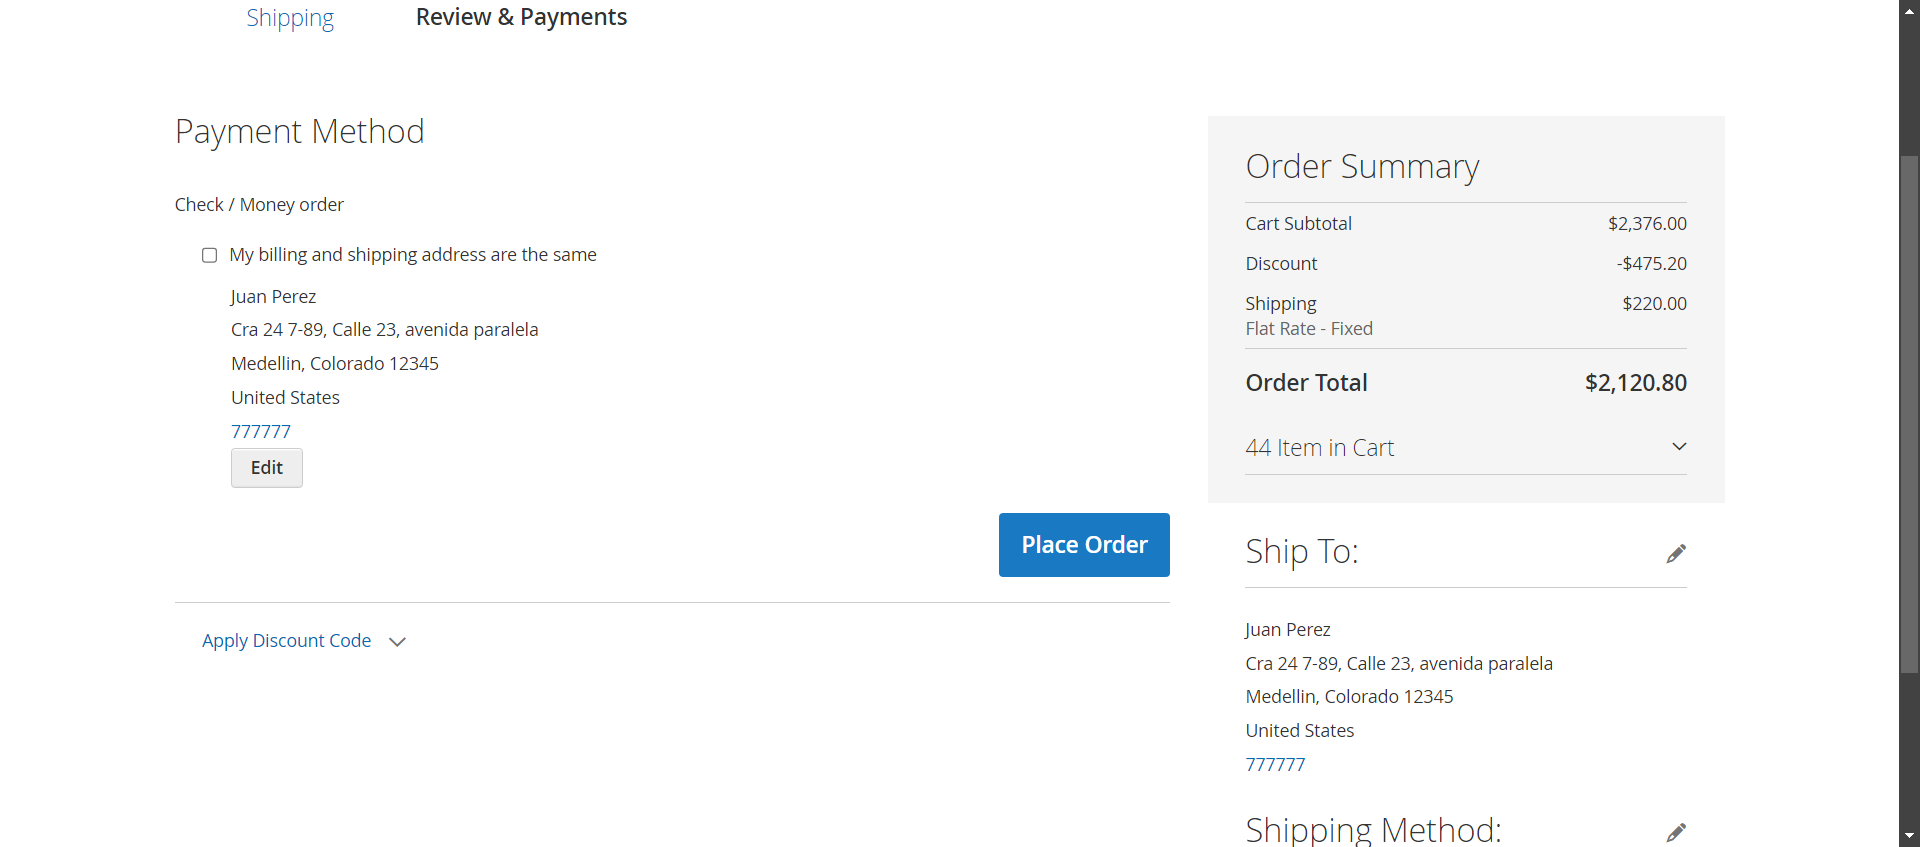 Shipping
Review & Payments
Payment Method
Check / Money order
My billing and shipping address are the same
Juan Perez
Cra 24 7-89, Calle 23, avenida paralela
Medellin, Colorado 12345
United States
777777
Edit
Place Order
Apply Discount Code
Order Summary
Cart Subtotal $2,376.00
Discount -$475.20
Shipping $220.00
Flat Rate - Fixed
Order Total $2,120.80
44 Item in Cart
Ship To:
Juan Perez
Cra 24 7-89, Calle 23, avenida paralela
Medellin, Colorado 12345
United States
777777
Shipping Method: